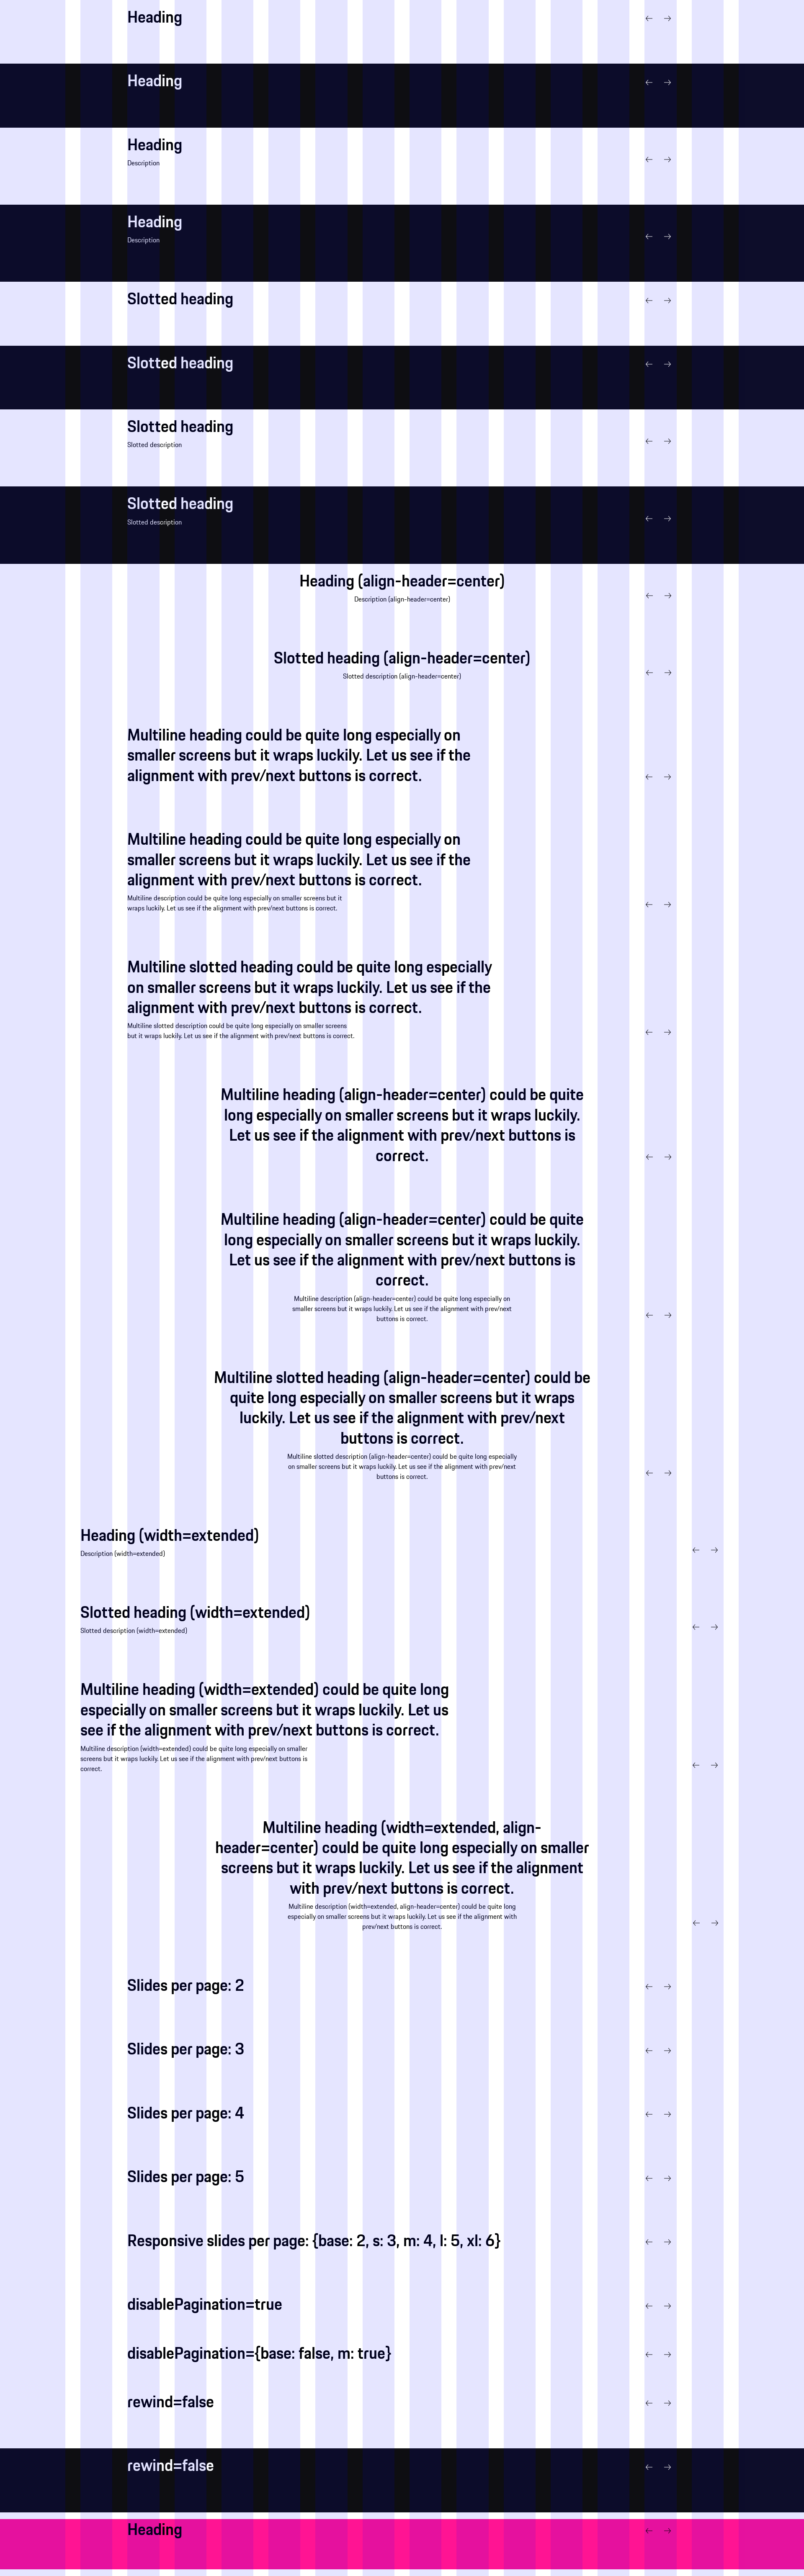 Heading
Heading
Heading
Description
Heading
Description
Slotted heading
Slotted heading
Slotted heading
Slotted description
Slotted heading
Slotted description
Heading (align-header=center)
Description (align-header=center)
Slotted heading (align-header=center)
Slotted description (align-header=center)
Multiline heading could be quite long especially on
smaller screens but it wraps luckily. Let us see if the
alignment with prev/next buttons is correct.
Multiline heading could be quite long especially on
smaller screens but it wraps luckily. Let us see if the
alignment with prev/next buttons is correct.
Multiline description could be quite long especially on smaller screens but it
wraps luckily. Let us see if the alignment with prev/next buttons is correct.
Multiline slotted heading could be quite long especially
on smaller screens but it wraps luckily. Let us see if the
alignment with prev/next buttons is correct.
Multiline slotted description could be quite long especially on smaller screens
but it wraps luckily. Let us see if the alignment with prev/next buttons is correct.
Multiline heading (align-header=center) could be quite
long especially on smaller screens but it wraps luckily.
Let us see if the alignment with prev/next buttons is
correct.
Multiline heading (align-header=center) could be quite
long especially on smaller screens but it wraps luckily.
Let us see if the alignment with prev/next buttons is
correct.
Multiline description (align-header=center) could be quite long especially on
smaller screens but it wraps luckily. Let us see if the alignment with prev/next
buttons is correct.
Multiline slotted heading (align-header=center) could be
quite long especially on smaller screens but it wraps
luckily. Let us see if the alignment with prev/next
buttons is correct.
Multiline slotted description (align-header=center) could be quite long especially
on smaller screens but it wraps luckily. Let us see if the alignment with prev/next
buttons is correct.
Heading (width=extended)
Description (width=extended)
Slotted heading (width=extended)
Slotted description (width=extended)
Multiline heading (width=extended) could be quite long
especially on smaller screens but it wraps luckily. Let us
see if the alignment with prev/next buttons is correct.
Multiline description (width=extended) could be quite long especially on smaller
screens but it wraps luckily. Let us see if the alignment with prev/next buttons is
correct.
Multiline heading (width=extended, align-
header=center) could be quite long especially on smaller
screens but it wraps luckily. Let us see if the alignment
with prev/next buttons is correct.
Multiline description (width=extended, align-header=center) could be quite long
especially on smaller screens but it wraps luckily. Let us see if the alignment with
prev/next buttons is correct.
Slides per page: 2
Slides per page: 3
Slides per page: 4
Slides per page: 5
Responsive slides per page: {base: 2, s: 3, m: 4, l: 5, xl: 6}
disablePagination=true
disablePagination={base: false, m: true}
rewind=false
rewind=false
Heading